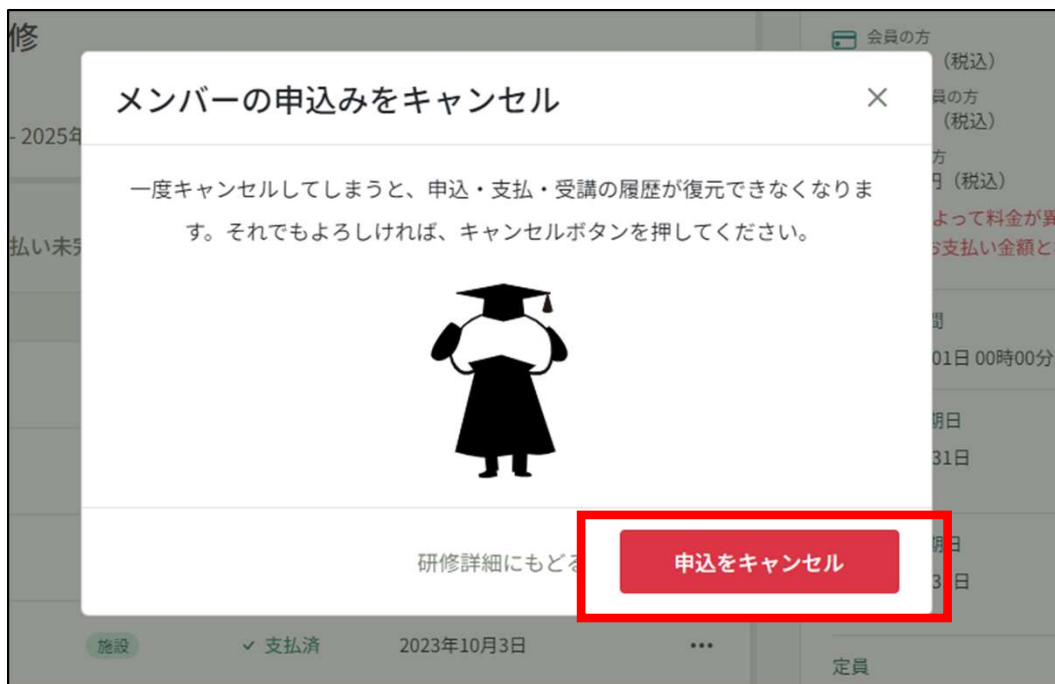 修
会員の方
(税込)
メンバーの申込みをキャンセル
員の方
(税込)
- 2025年
方
円(税込)
一度キャンセルしてしまうと、申込・支払・受講の履歴が復元できなくなりま
す。それでもよろしければ、キャンセルボタンを押してください。
よって料金が異
お支払い金額と
払い未完
間
01日 00時00分
期日
31日
研修詳細にもどる
申込をキャンセル
期日
日
施設
支払済
2023年10月3日
定員